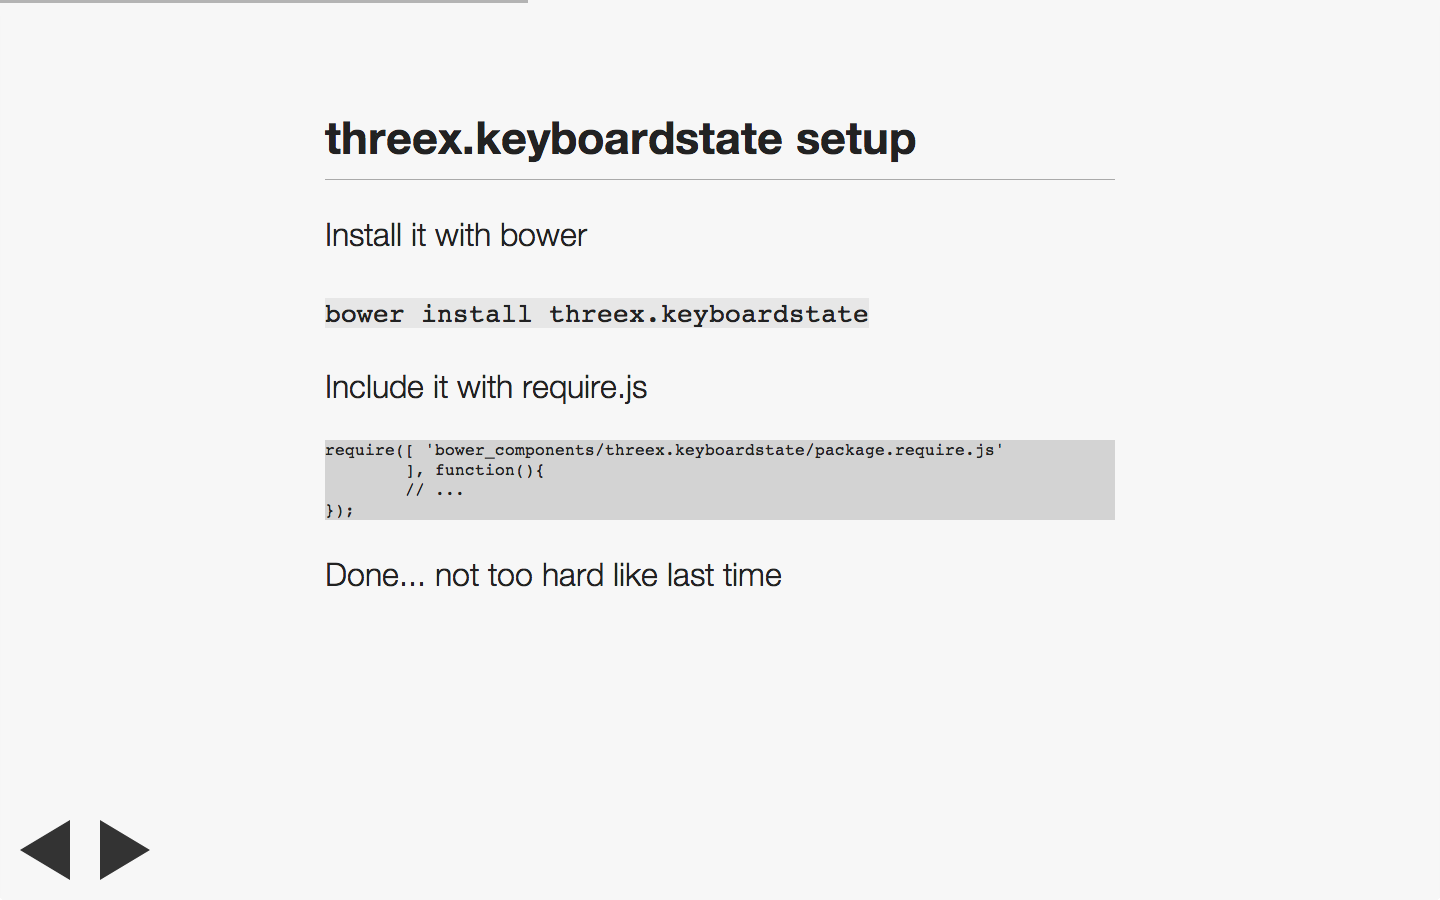 threex.keyboardstate setup
Install it with bower
bower install threex.keyboardstate
Include it with require.js
require([ 'bower_components/threex.keyboardstate/package.require.js'
        ], function(){
        // ...
});
Done... not too hard like last time